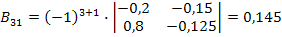 B₃₁ = (−1)³⁺¹ · |−0,2 −0,15|
|0,8 −0,125| = 0,145